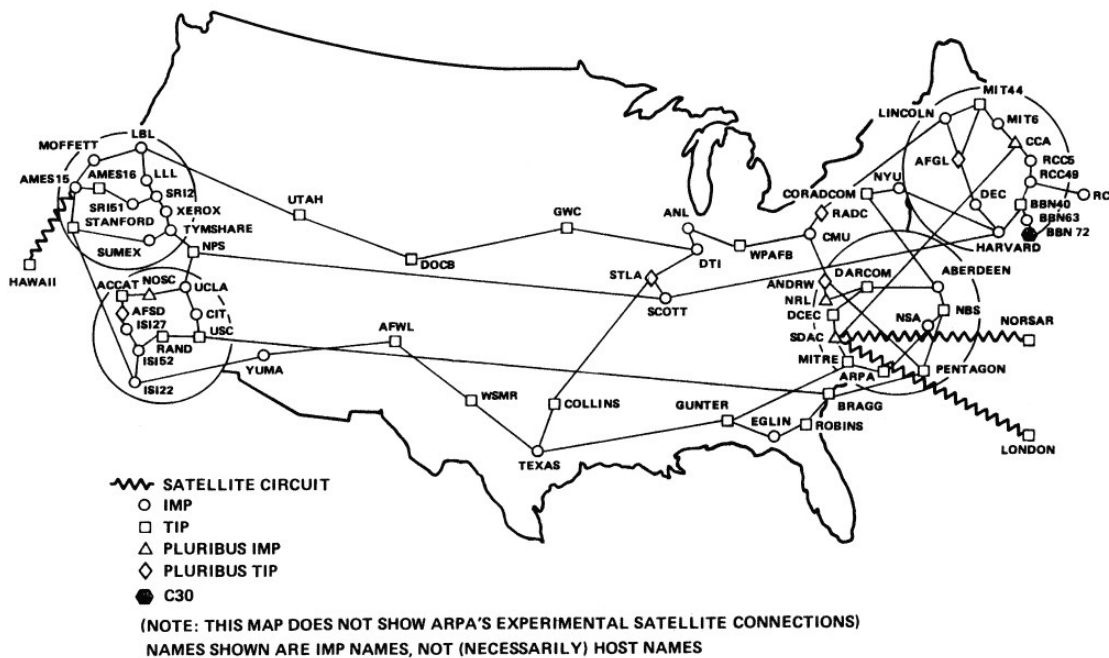 MIT44
LINCOLN
MIT6
CCA
MOFFETT
LBL
AFGL
RCC5
RCC49
AMES15
AMES16
LLL
SRI2
NYU
DEC
CORADCOM
SRI51
XEROX
UTAH
GWC
ANL
RADC
BBN40
STANFORD
BBN63
TYMSHARE
BBN 72
SUMEX
NPS
WPAFB
CMU
HARVARD
HAWAII
DOCB
DTI
STLA
DARCOM
ABERDEEN
ACCAT
NOSC
UCLA
ANDRW
NRL
AFSD
SCOTT
DCEC
NBS
ISI27
CIT
NSA
NORSAR
USC
AFWL
SDAC
RAND
ISI52
MITRE
YUMA
ARPA
PENTAGON
ISI22
WSMR
COLLINS
GUNTER
BRAGG
EGLIN
ROBINS
LONDON
TEXAS
SATELLITE CIRCUIT
IMP
TIP
PLURIBUS IMP
PLURIBUS TIP
C30
(NOTE: THIS MAP DOES NOT SHOW ARPA'S EXPERIMENTAL SATELLITE CONNECTIONS)
NAMES SHOWN ARE IMP NAMES, NOT (NECESSARILY) HOST NAMES